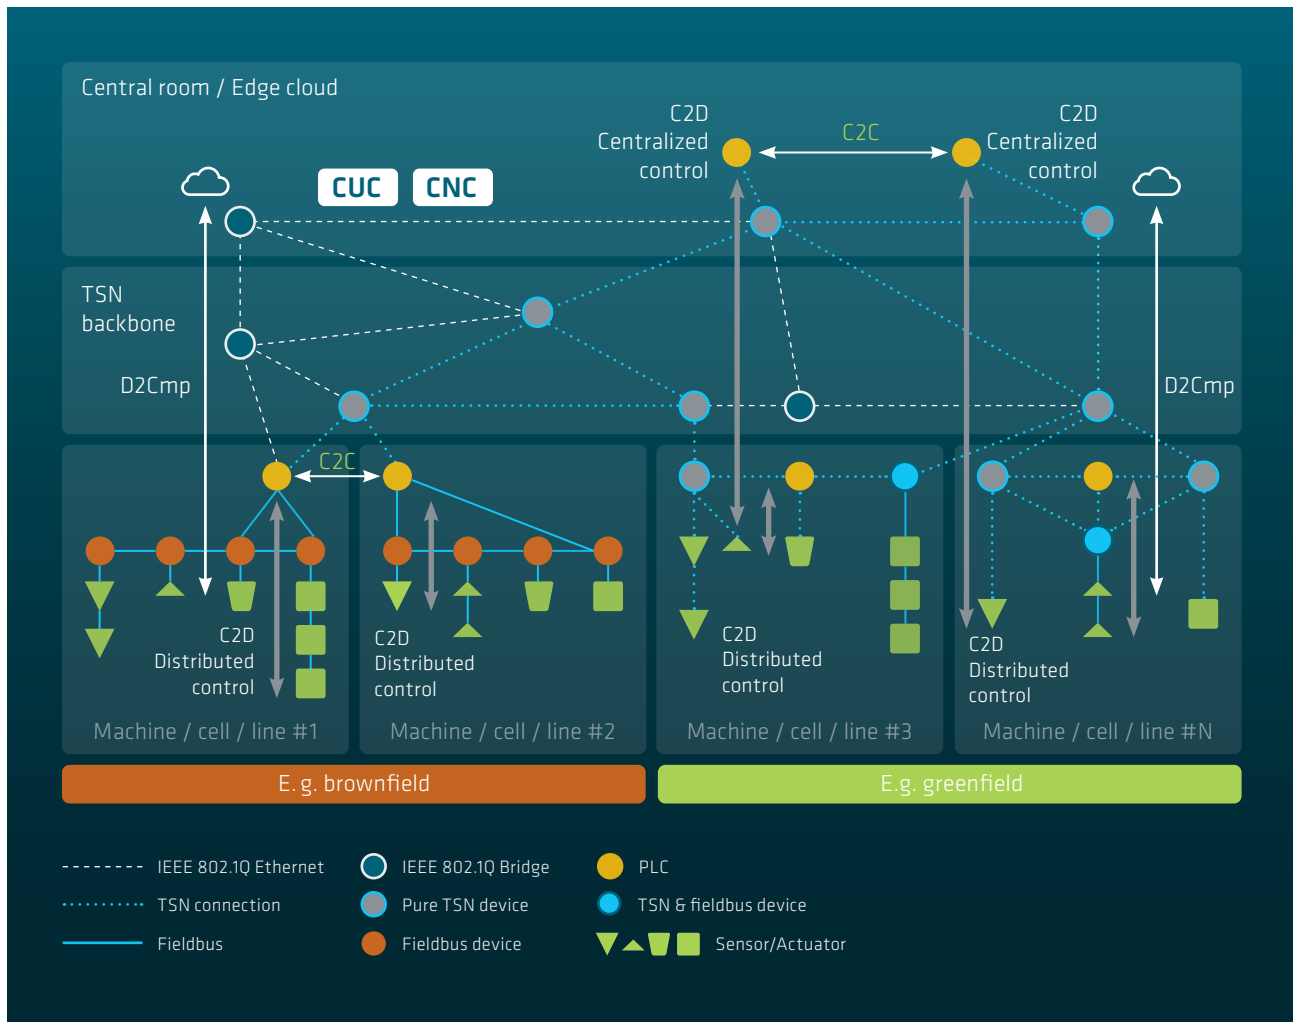 Central room / Edge cloud
C2D
Centralized
control
C2C
C2D
Centralized
control
CUC
CNC
TSN
backbone
D2Cmp
D2Cmp
C2C
C2D
Distributed
control
C2D
Distributed
control
C2D
Distributed
control
C2D
Distributed
control
Machine / cell / line #1
Machine / cell / line #2
Machine / cell / line #3
Machine / cell / line #N
E. g. brownfield
E.g. greenfield
IEEE 802.1Q Ethernet
IEEE 802.1Q Bridge
PLC
TSN connection
Pure TSN device
TSN & fieldbus device
Fieldbus
Fieldbus device
Sensor/Actuator